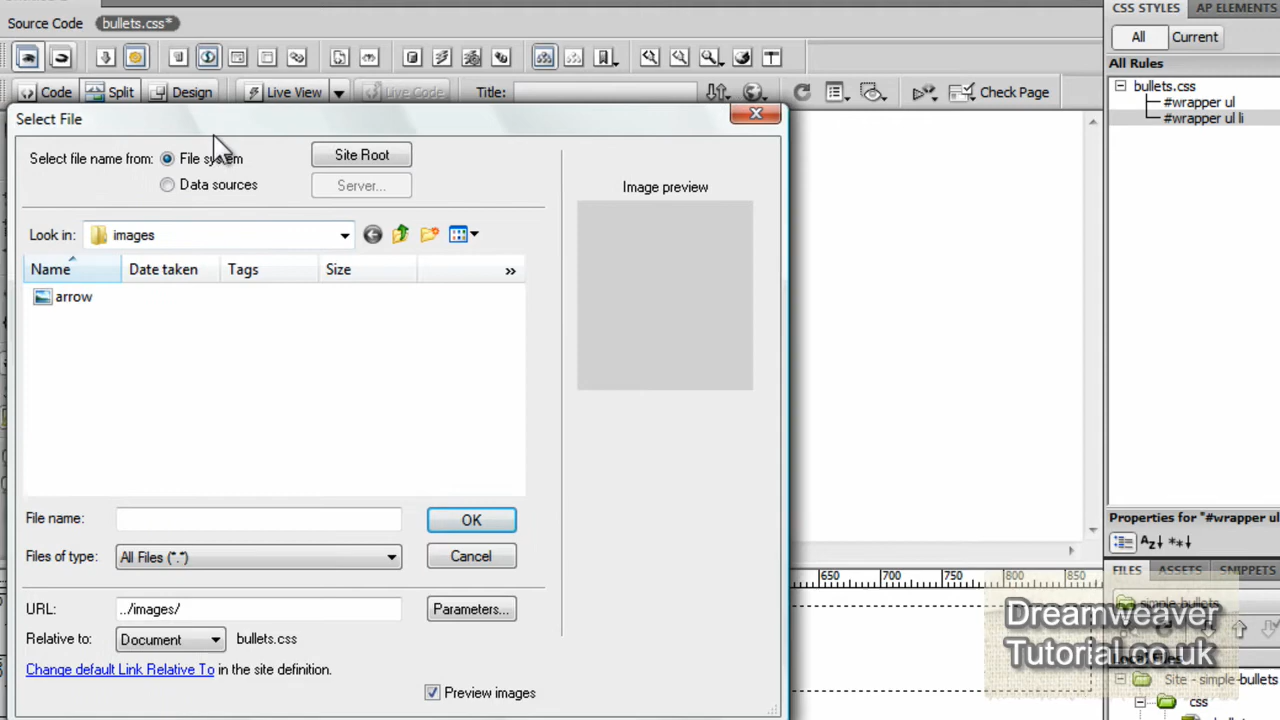 Source Code bullets.css*
Code Split Design Live View Live Code Title: Check Page
Select File
Select file name from: File system Site Root
Data sources Server...
Image preview
Look in: images
Name Date taken Tags Size »
arrow
File name: OK
Files of type: All Files (*.*) Cancel
URL: ../images/ Parameters...
Relative to: Document bullets.css
Change default Link Relative To in the site definition.
Preview images
CSS STYLES AP ELEMENTS
All Current
All Rules
bullets.css
#wrapper ul
#wrapper ul li
Properties for "#wrapper ul
FILES ASSETS SNIPPETS
simple-bullets
Local Files
Site - simple-bullets
css
650 700 750 800 850
Dreamweaver
Tutorial.co.uk